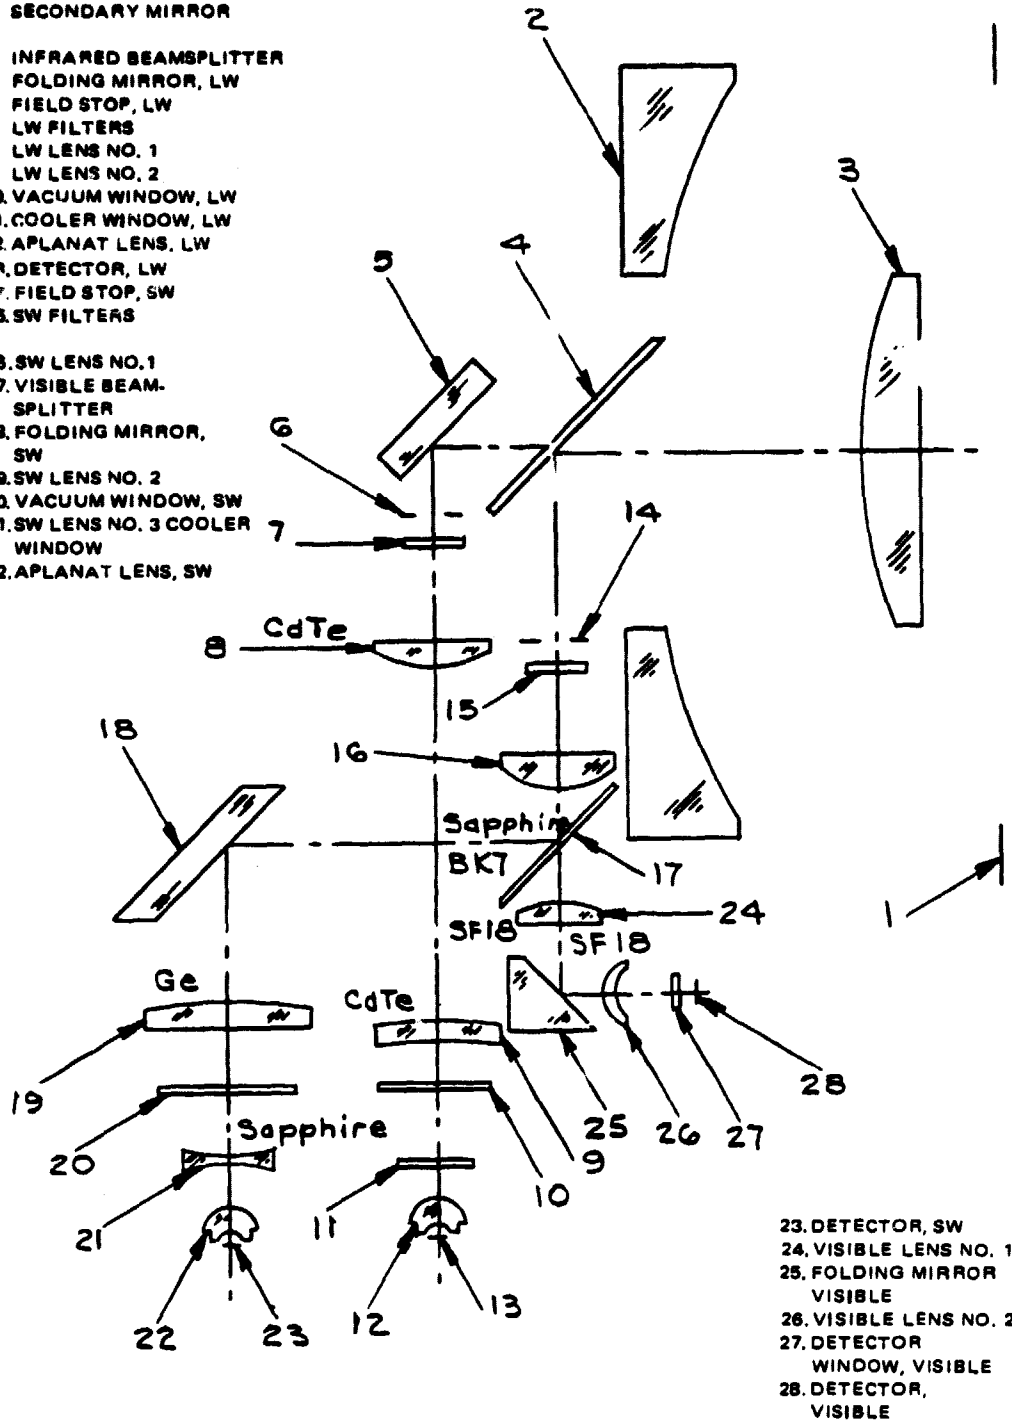 SECONDARY MIRROR
INFRARED BEAMSPLITTER
FOLDING MIRROR, LW
FIELD STOP, LW
LW FILTERS
LW LENS NO. 1
LW LENS NO. 2
VACUUM WINDOW, LW
COOLER WINDOW, LW
APLANAT LENS, LW
DETECTOR, LW
FIELD STOP, SW
SW FILTERS
SW LENS NO. 1
VISIBLE BEAM-
SPLITTER
FOLDING MIRROR,
SW
SW LENS NO. 2
VACUUM WINDOW, SW
SW LENS NO. 3 COOLER
WINDOW
APLANAT LENS, SW
2
3
4
5
6
7
14
CdTe
8
15
18
16
Sapphire
BK7
17
24
1
SF18
SF18
Ge
CdTe
19
28
25
26
27
Sapphire
20
9
10
21
11
22
23
12
13
23. DETECTOR, SW
24. VISIBLE LENS NO. 1
25. FOLDING MIRROR
VISIBLE
26. VISIBLE LENS NO. 2
27. DETECTOR
WINDOW, VISIBLE
28. DETECTOR,
VISIBLE